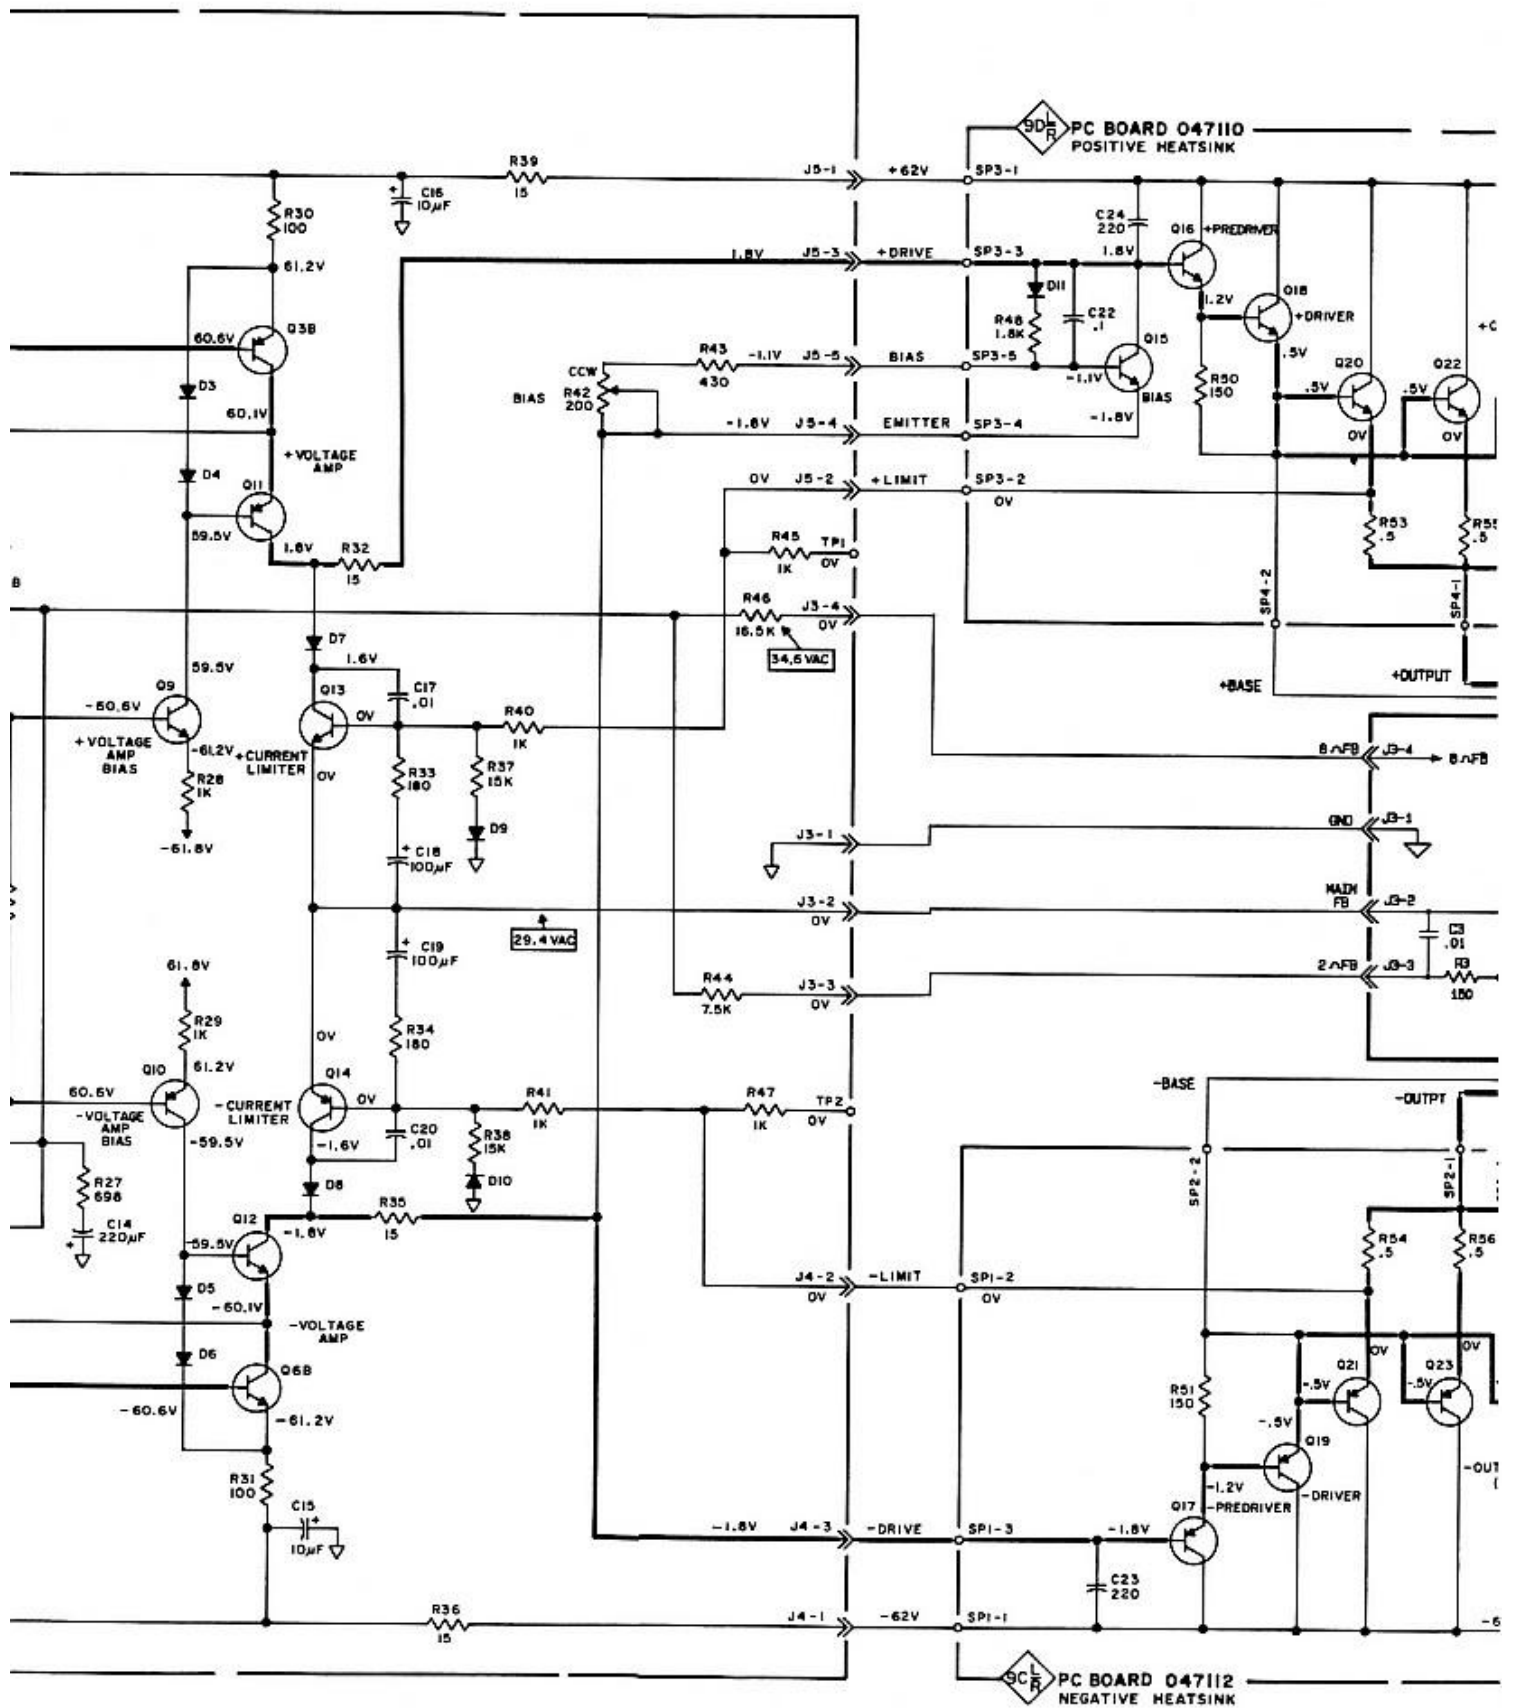 9D L/R PC BOARD 047110
POSITIVE HEATSINK
R39
15
J5-1
+62V
SP3-1
C16
+
10µF
R30
100
61.2V
C24
220
Q16
+PREDRIVER
1.8V
J5-3
+DRIVE
SP3-3
1.8V
D11
R48
1.8K
C22
.1
1.2V
Q18
+DRIVER
.5V
60.6V
Q3B
D3
60.1V
R43
430
-1.1V
J5-5
BIAS
SP3-5
-1.1V
Q15
BIAS
CCW
BIAS
R42
200
R50
150
.5V
Q20
0V
.5V
Q22
0V
+VOLTAGE
AMP
-1.8V
J5-4
EMITTER
SP3-4
-1.8V
D4
Q11
59.5V
0V
J5-2
+LIMIT
SP3-2
0V
R53
.5
.5
1.8V
R32
15
R45
1K
TP1
0V
B
SP4-2
SP4-1
R46
16.5K
J3-4
0V
34.6 VAC
D7
1.6V
59.5V
+BASE
+OUTPUT
Q9
-60.6V
+VOLTAGE
AMP
BIAS
-61.2V
R28
1K
-61.8V
Q13
+CURRENT
LIMITER
0V
0V
C17
.01
R40
1K
R33
180
R37
15K
D9
+
C18
100µF
8ΩFB
J3-4
8ΩFB
J3-1
GND
J3-1
MAIN
FB
J3-2
J3-2
0V
29.4 VAC
C3
.01
+
C19
100µF
61.8V
R29
1K
61.2V
R44
7.5K
J3-3
0V
2ΩFB
J3-3
R3
150
R34
180
0V
Q10
60.6V
-VOLTAGE
AMP
BIAS
-59.5V
Q14
-CURRENT
LIMITER
0V
-1.6V
C20
.01
R41
1K
R38
15K
D10
R47
1K
TP2
0V
-BASE
-OUTPT
R27
698
C14
220µF
+
D8
R35
15
-1.8V
SP2-2
SP2-1
Q12
-59.5V
R54
.5
R56
.5
D5
-60.1V
J4-2
0V
-LIMIT
SP1-2
0V
-VOLTAGE
AMP
D6
Q6B
-60.6V
-61.2V
R51
150
Q21
0V
-.5V
-.5V
Q23
0V
-.5V
Q19
-DRIVER
-1.2V
-PREDRIVER
Q17
R31
100
C15
+
10µF
-1.8V
J4-3
-DRIVE
SP1-3
-1.8V
C23
220
R36
15
J4-1
-62V
SP1-1
9C L/R PC BOARD 047112
NEGATIVE HEATSINK